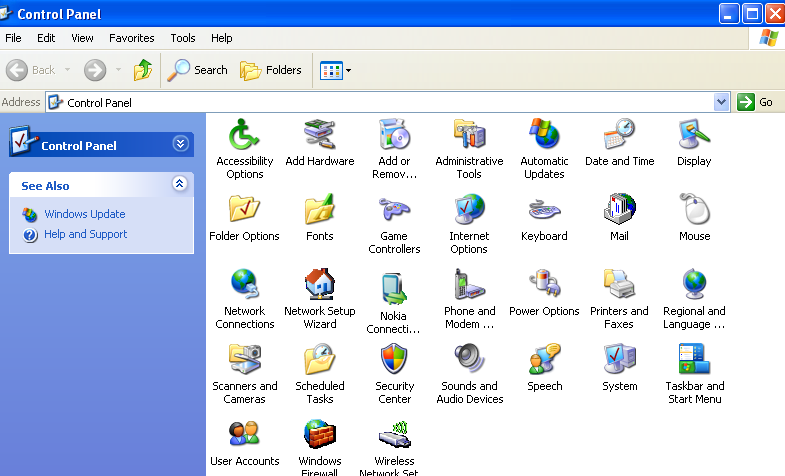 Control Panel
File Edit View Favorites Tools Help
Back Search Folders
Address Control Panel Go
Control Panel
See Also
Windows Update
Help and Support
Accessibility Options
Add Hardware
Add or Remov...
Administrative Tools
Automatic Updates
Date and Time
Display
Folder Options
Fonts
Game Controllers
Internet Options
Keyboard
Mail
Mouse
Network Connections
Network Setup Wizard
Nokia Connecti...
Phone and Modem ...
Power Options
Printers and Faxes
Regional and Language ...
Scanners and Cameras
Scheduled Tasks
Security Center
Sounds and Audio Devices
Speech
System
Taskbar and Start Menu
User Accounts
Windows Firewall
Wireless Network Set...